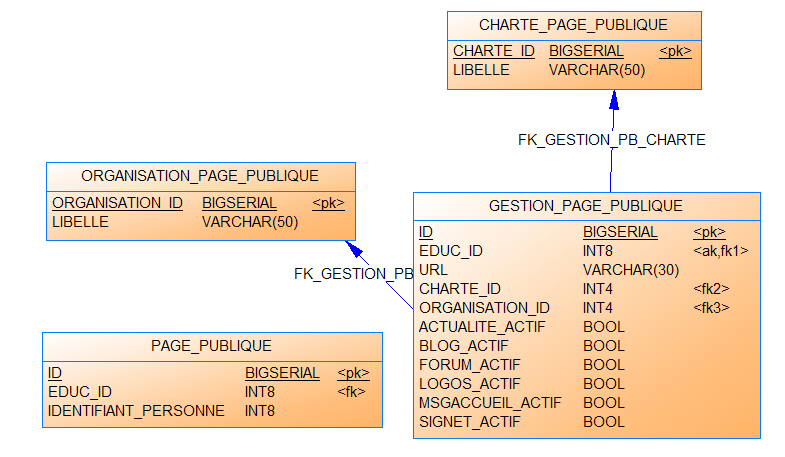 CHARTE_PAGE_PUBLIQUE
CHARTE_ID BIGSERIAL <pk>
LIBELLE VARCHAR(50)
FK_GESTION_PB_CHARTE
ORGANISATION_PAGE_PUBLIQUE
ORGANISATION_ID BIGSERIAL <pk>
LIBELLE VARCHAR(50)
FK_GESTION_PB
GESTION_PAGE_PUBLIQUE
ID BIGSERIAL <pk>
EDUC_ID INT8 <ak,fk1>
URL VARCHAR(30)
CHARTE_ID INT4 <fk2>
ORGANISATION_ID INT4 <fk3>
ACTUALITE_ACTIF BOOL
BLOG_ACTIF BOOL
FORUM_ACTIF BOOL
LOGOS_ACTIF BOOL
MSGACCUEIL_ACTIF BOOL
SIGNET_ACTIF BOOL
PAGE_PUBLIQUE
ID BIGSERIAL <pk>
EDUC_ID INT8 <fk>
IDENTIFIANT_PERSONNE INT8